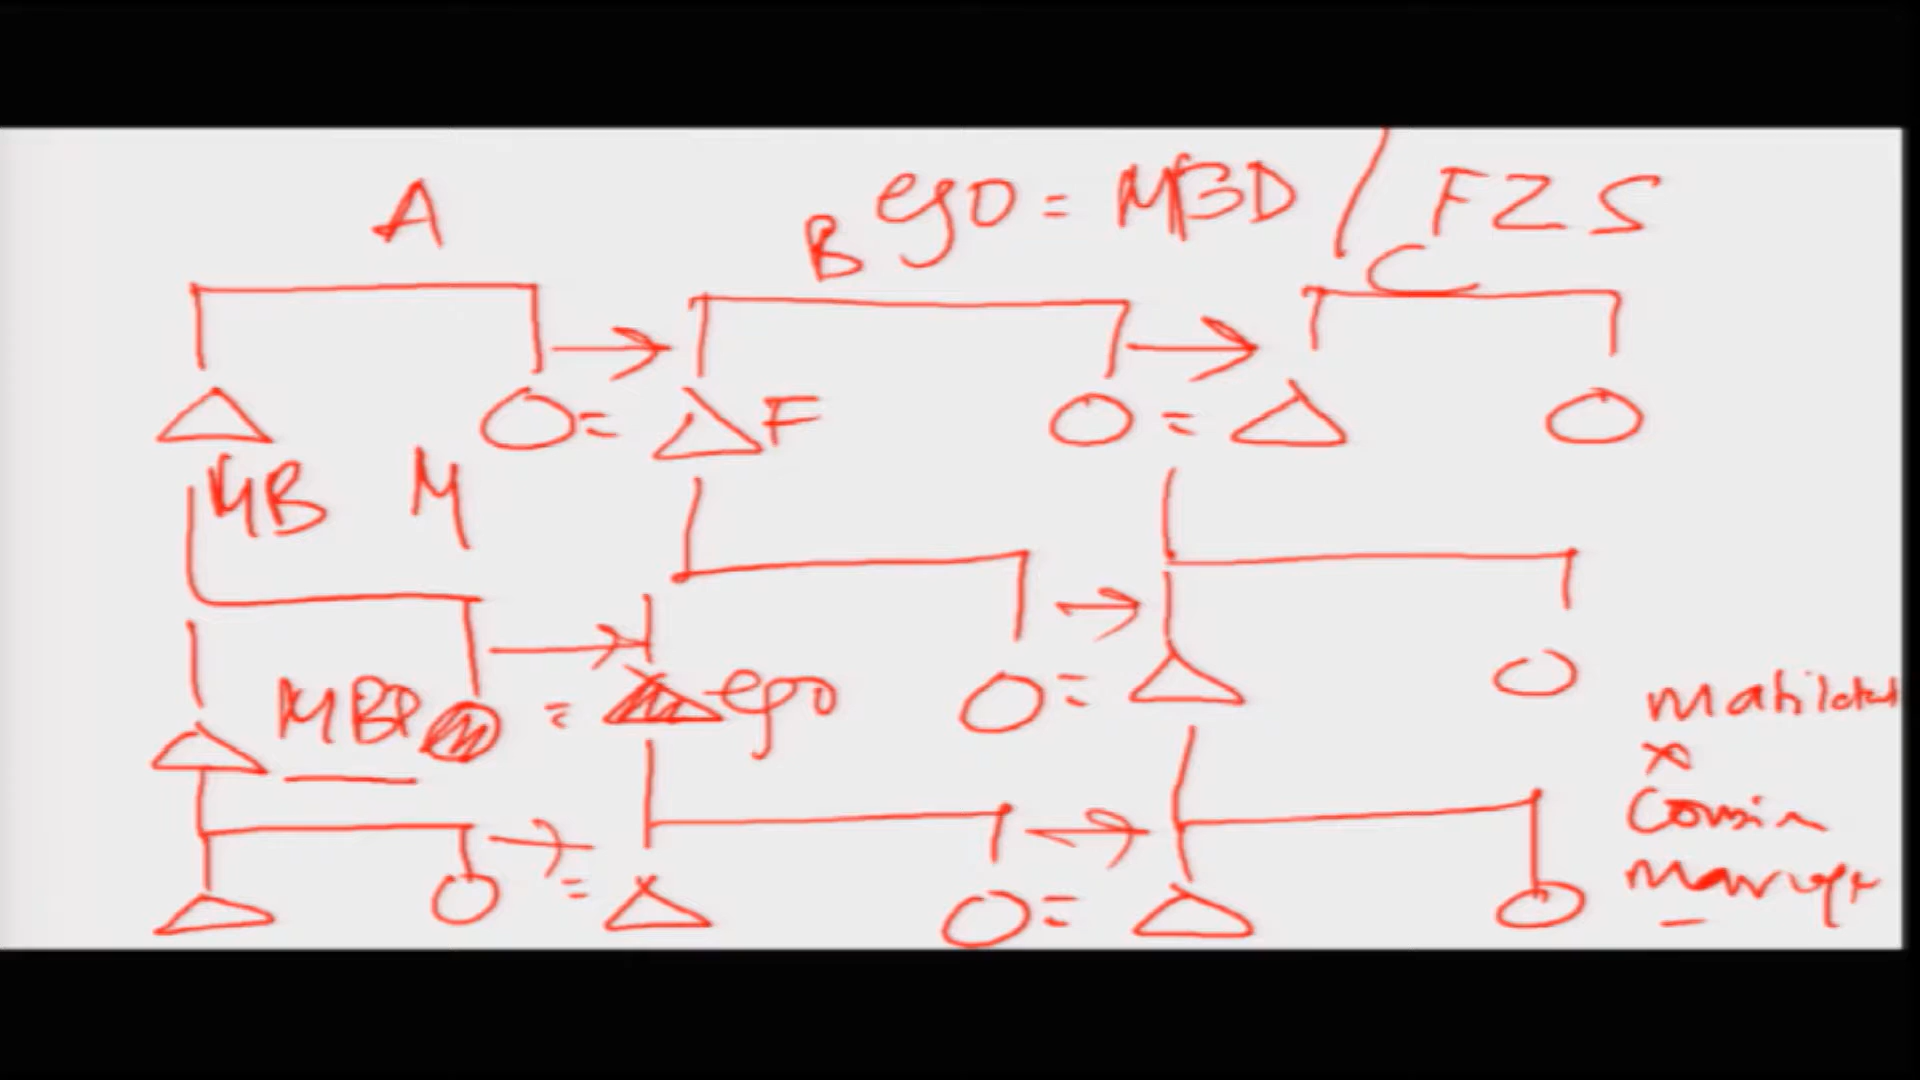 A
B ego = MBD / FZS
C
F
MB M
MBD = ego
=
matilateral
x
Cousin
marriage